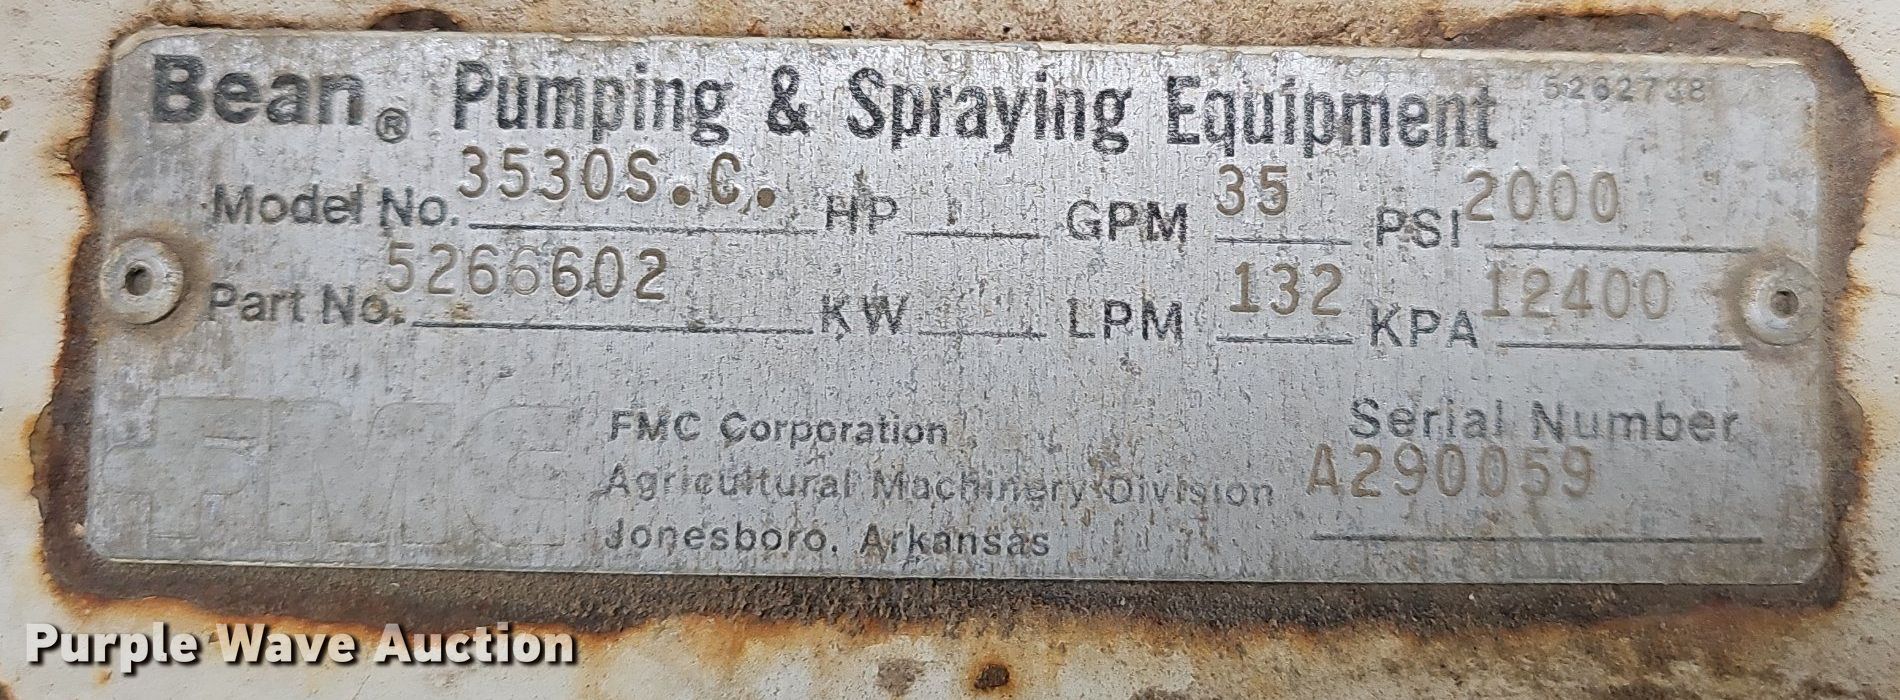 Bean® Pumping & Spraying Equipment 5262738
Model No. 3530S.C. HP GPM 35 PSI 2000
Part No. 5266602 KW LPM 132 KPA 12400
FMC
FMC Corporation
Agricultural Machinery Division
Jonesboro, Arkansas
Serial Number
A290059
Purple Wave Auction